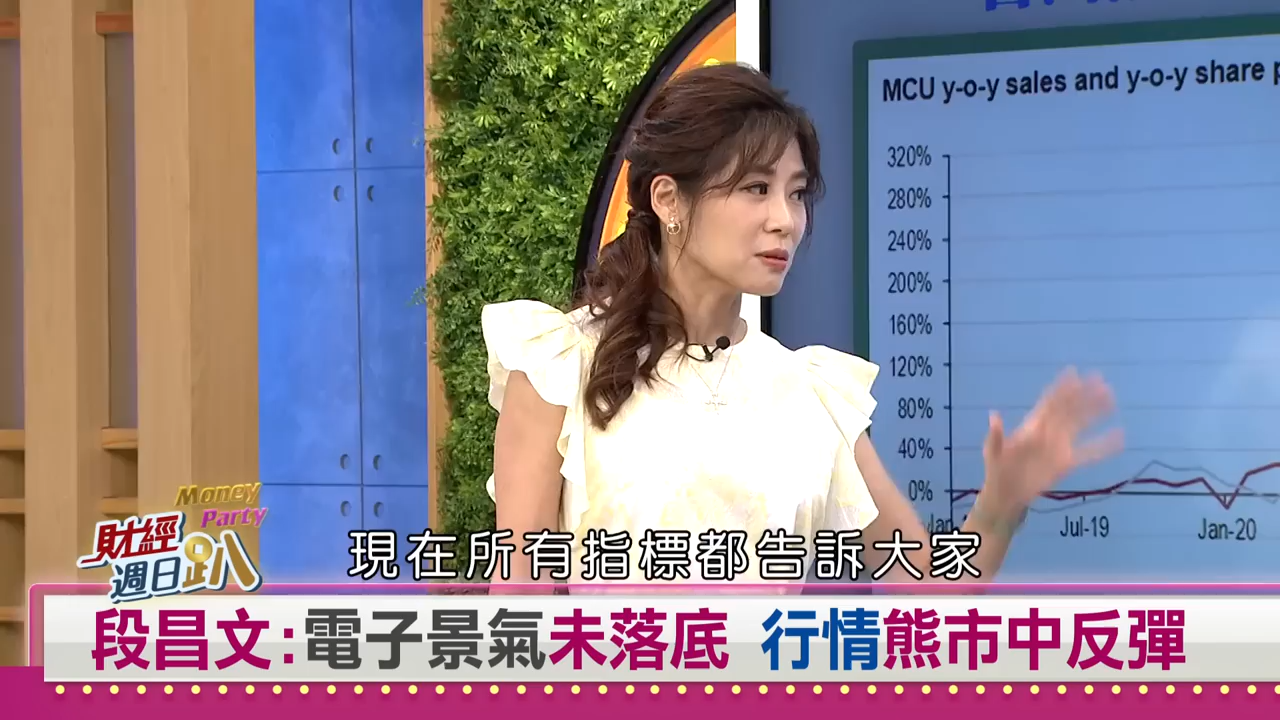 MCU y-o-y sales and y-o-y share
320%
280%
240%
200%
160%
120%
80%
40%
0%
Jul-19
Jan-20
Money
Party
財經
週日趴
現在所有指標都告訴大家
段昌文:電子景氣未落底 行情熊市中反彈